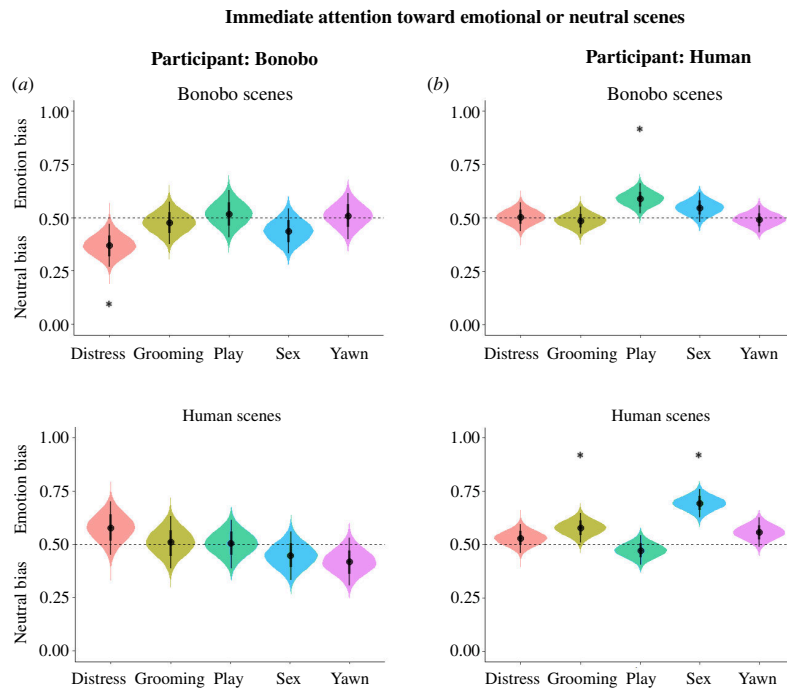 Immediate attention toward emotional or neutral scenes
Participant: Bonobo
Participant: Human
(a)
Bonobo scenes
Emotion bias
Neutral bias
1.00
0.75
0.50
0.25
0.00
*
Distress Grooming Play Sex Yawn
(b)
Bonobo scenes
1.00
0.75
0.50
0.25
0.00
*
Distress Grooming Play Sex Yawn
Human scenes
Emotion bias
Neutral bias
1.00
0.75
0.50
0.25
0.00
Distress Grooming Play Sex Yawn
Human scenes
1.00
0.75
0.50
0.25
0.00
* *
Distress Grooming Play Sex Yawn